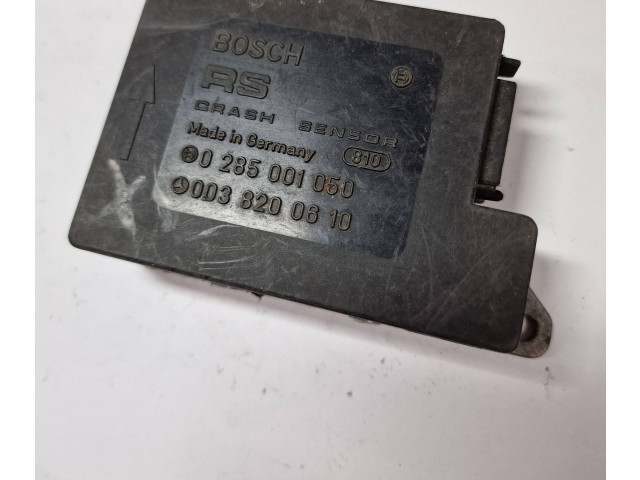 BOSCH
RS
CRASH SENSOR
Made in Germany 810
0 285 001 050
003 820 06 10